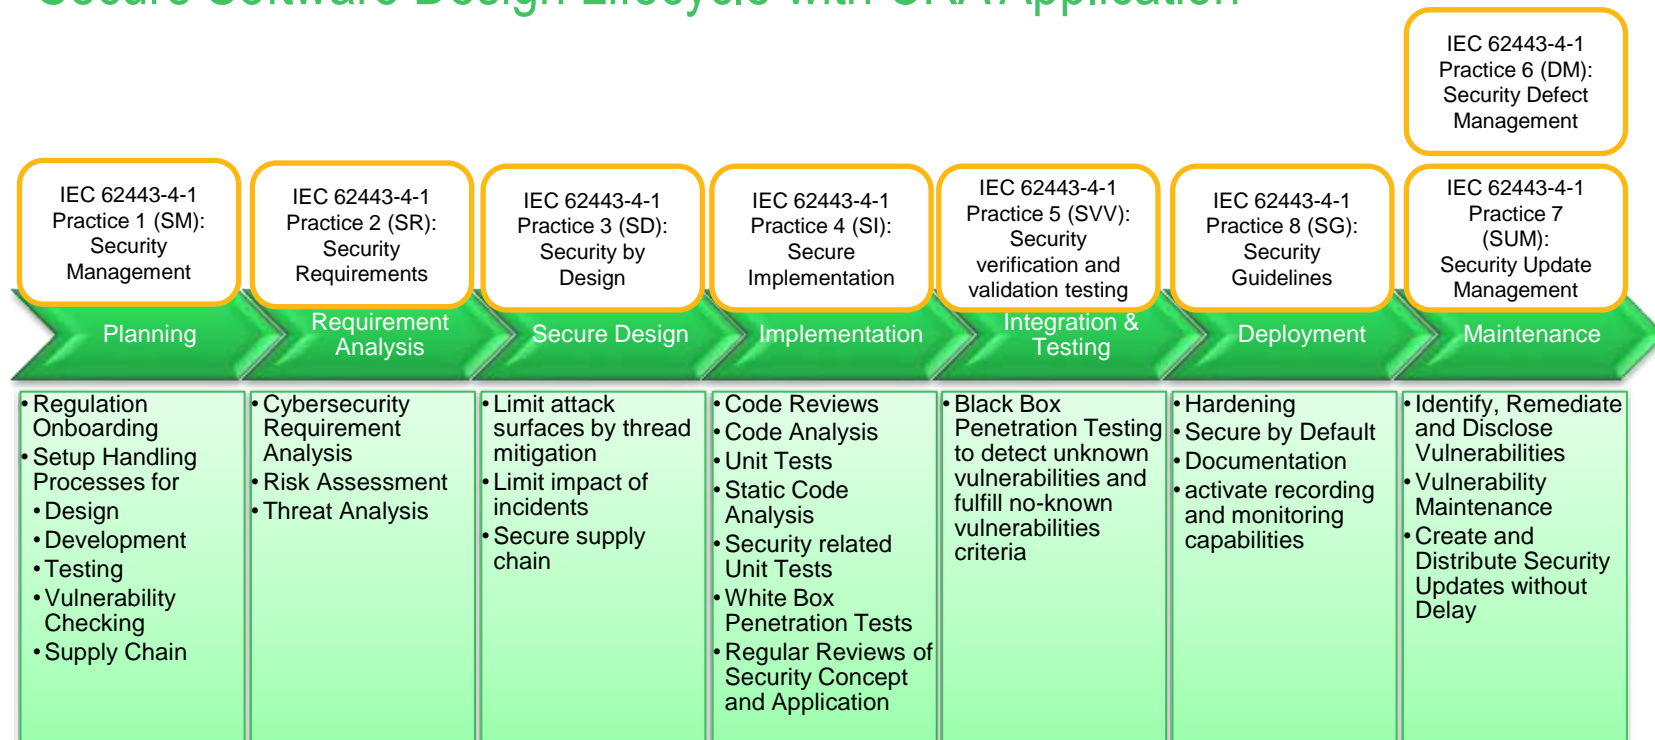 Secure Software Design Lifecycle with CRA Application
IEC 62443-4-1
Practice 6 (DM):
Security Defect
Management
IEC 62443-4-1
Practice 1 (SM):
Security
Management
IEC 62443-4-1
Practice 2 (SR):
Security
Requirements
IEC 62443-4-1
Practice 3 (SD):
Security by
Design
IEC 62443-4-1
Practice 4 (SI):
Secure
Implementation
IEC 62443-4-1
Practice 5 (SVV):
Security
verification and
validation testing
IEC 62443-4-1
Practice 8 (SG):
Security
Guidelines
IEC 62443-4-1
Practice 7
(SUM):
Security Update
Management
Planning
Requirement
Analysis
Secure Design
Implementation
Integration &
Testing
Deployment
Maintenance
• Regulation
Onboarding
• Setup Handling
Processes for
• Design
• Development
• Testing
• Vulnerability
Checking
• Supply Chain
• Cybersecurity
Requirement
Analysis
• Risk Assessment
• Threat Analysis
• Limit attack
surfaces by thread
mitigation
• Limit impact of
incidents
• Secure supply
chain
• Code Reviews
• Code Analysis
• Unit Tests
• Static Code
Analysis
• Security related
Unit Tests
• White Box
Penetration Tests
• Regular Reviews of
Security Concept
and Application
• Black Box
Penetration Testing
to detect unknown
vulnerabilities and
fulfill no-known
vulnerabilities
criteria
• Hardening
• Secure by Default
• Documentation
• activate recording
and monitoring
capabilities
• Identify, Remediate
and Disclose
Vulnerabilities
• Vulnerability
Maintenance
• Create and
Distribute Security
Updates without
Delay